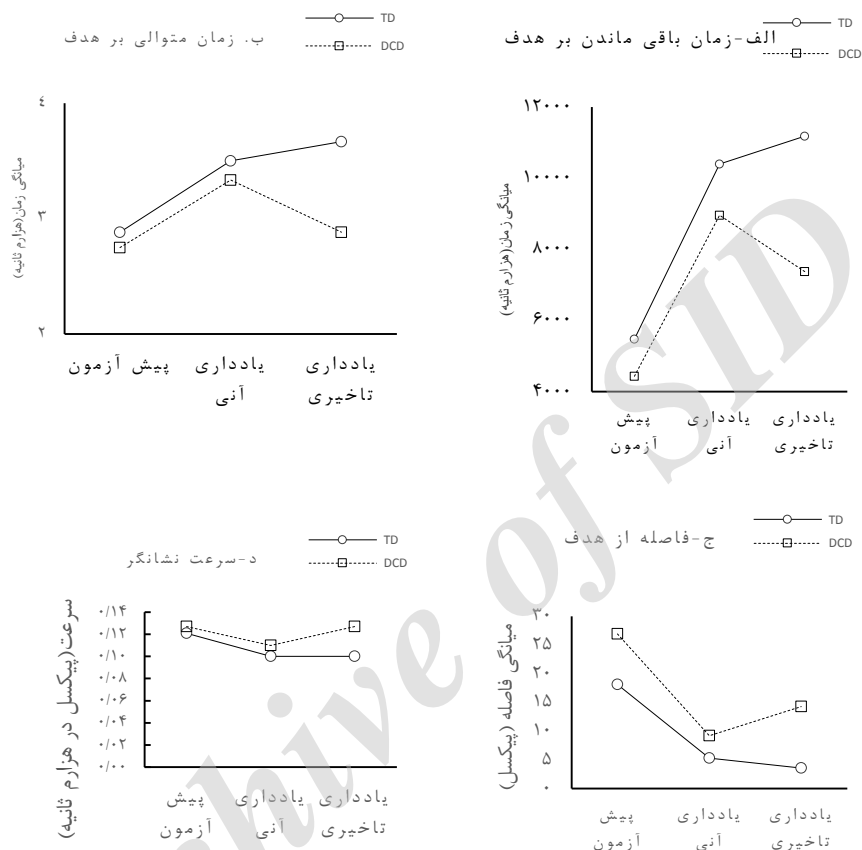 الف-زمان باقی ماندن بر هدف
TD
DCD
میانگی زمان(هزارم ثانیه)
۱۲۰۰۰
۱۰۰۰۰
۸۰۰۰
۶۰۰۰
۴۰۰۰
پیش
آزمون
یادداری
آنی
یادداری
تاخیری
ب. زمان متوالی بر هدف
TD
DCD
میانگی زمان(هزارم ثانیه)
٤
۳
۲
پیش آزمون
یادداری
آنی
یادداری
تاخیری
ج-فاصله از هدف
TD
DCD
میانگی فاصله (پیکسل)
۳۰
۲۵
۲۰
۱۵
۱۰
۵
۰
پیش
آزمون
یادداری
آنی
یادداری
تاخیری
د-سرعت نشانگر
TD
DCD
سرعت(پیکسل در هزارم ثانیه)
۰/۱۴
۰/۱۲
۰/۱۰
۰/۰۸
۰/۰۶
۰/۰۴
۰/۰۲
۰/۰۰
پیش
آزمون
یادداری
آنی
یادداری
تاخیری
chive of SID